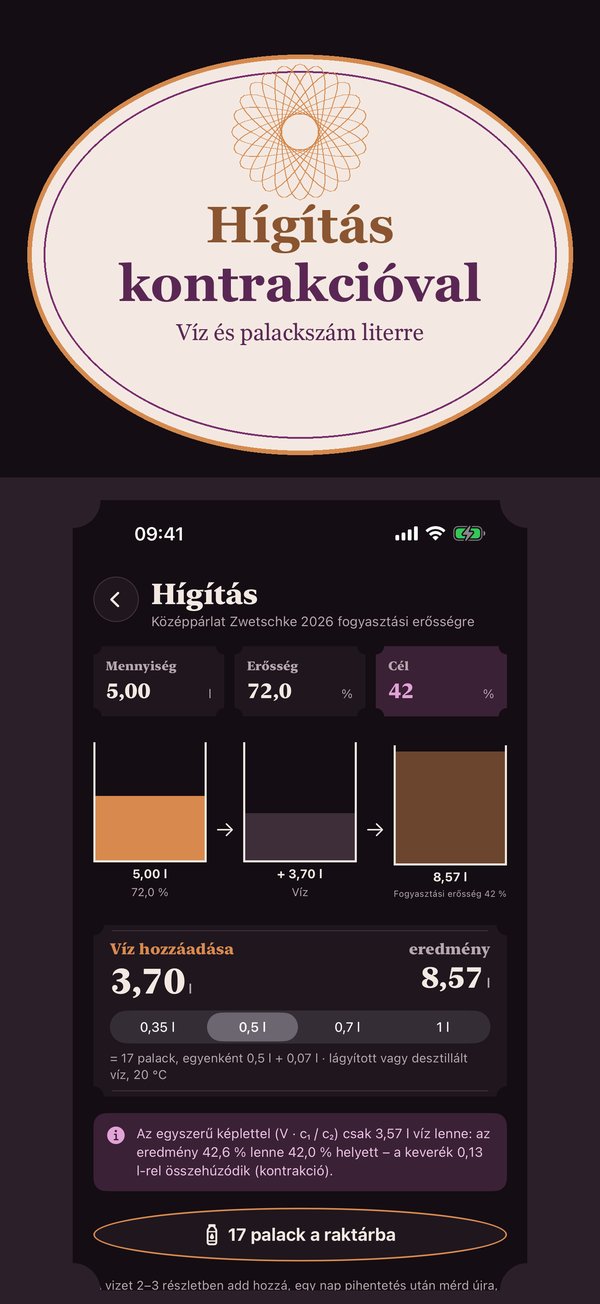 Hígítás
kontrakcióval
Víz és palackszám literre
09:41
Hígítás
Középpárlat Zwetschke 2026 fogyasztási erősségre
Mennyiség
5,00 l
Erősség
72,0 %
Cél
42 %
5,00 l
72,0 %
→
+ 3,70 l
Víz
→
8,57 l
Fogyasztási erősség 42 %
Víz hozzáadása
3,70 l
eredmény
8,57 l
0,35 l 0,5 l 0,7 l 1 l
= 17 palack, egyenként 0,5 l + 0,07 l · lágyított vagy desztillált
víz, 20 °C
Az egyszerű képlettel (V · c₁ / c₂) csak 3,57 l víz lenne: az
eredmény 42,6 % lenne 42,0 % helyett – a keverék 0,13
l-rel összehúzódik (kontrakció).
17 palack a raktárba
vizet 2–3 részletben add hozzá, egy nap pihentetés után mérd újra,